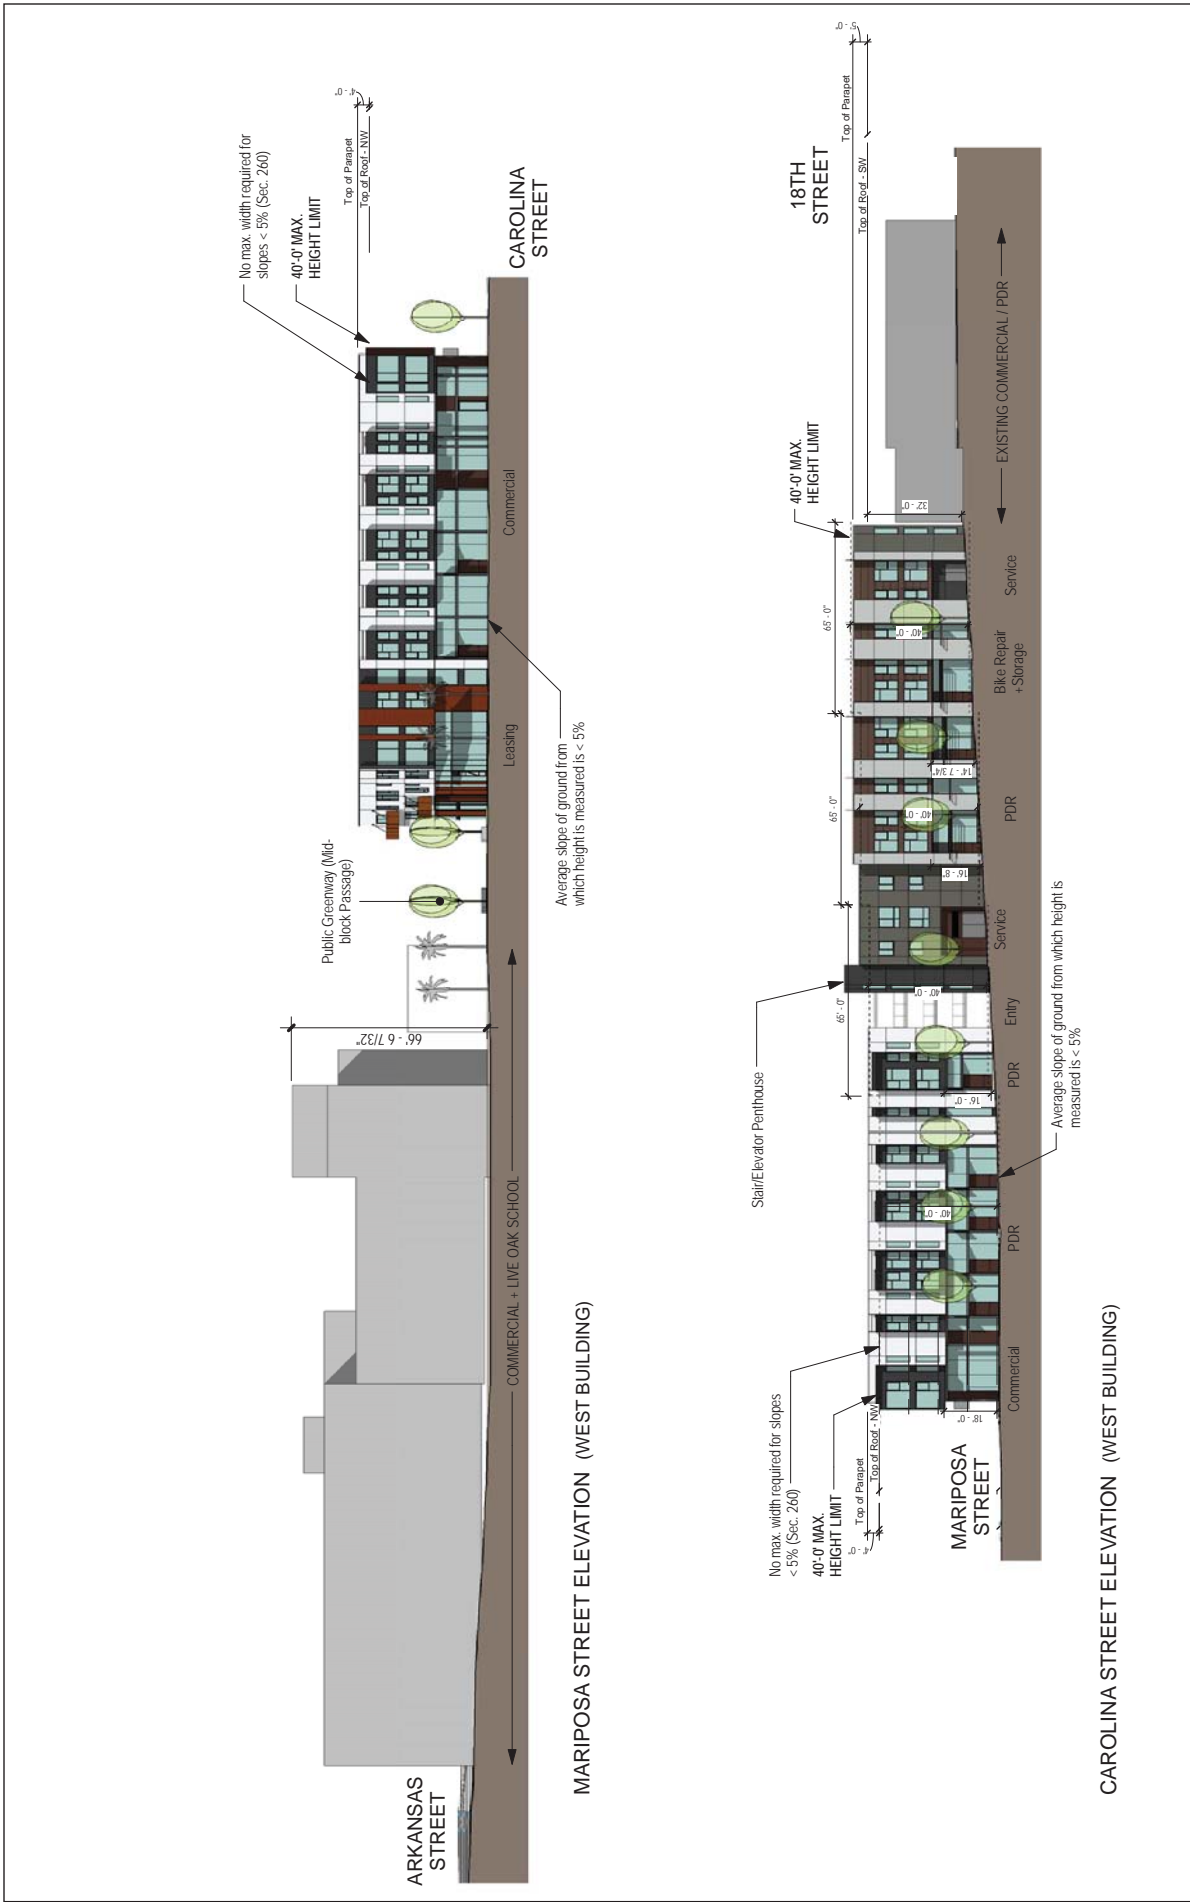 No max. width required for
slopes < 5% (Sec. 260)
40'-0' MAX.
HEIGHT LIMIT
4' - 0"
Top of Parapet
Top of Roof - NW
Public Greenway (Mid-
block Passage)
66' - 6 7/32"
ARKANSAS
STREET
CAROLINA
STREET
COMMERCIAL + LIVE OAK SCHOOL
Leasing
Commercial
Average slope of ground from
which height is measured is < 5%
MARIPOSA STREET ELEVATION (WEST BUILDING)
No max. width required for slopes
< 5% (Sec. 260)
40'-0' MAX.
HEIGHT LIMIT
4' - 0"
Top of Parapet
Top of Roof - NW
Stair/Elevator Penthouse
40'-0' MAX.
HEIGHT LIMIT
18TH
STREET
Top of Parapet
Top of Roof - SW
5' - 0"
65' - 0"
65' - 0"
65' - 0"
32' - 0"
40' - 0"
40' - 0"
40' - 0"
40' - 0"
18' - 0"
16' - 0"
16' - 8"
14' - 7 3/4"
MARIPOSA
STREET
Commercial
PDR
PDR
Entry
Service
PDR
Bike Repair
+ Storage
Service
EXISTING COMMERCIAL / PDR
Average slope of ground from which height is
measured is < 5%
CAROLINA STREET ELEVATION (WEST BUILDING)